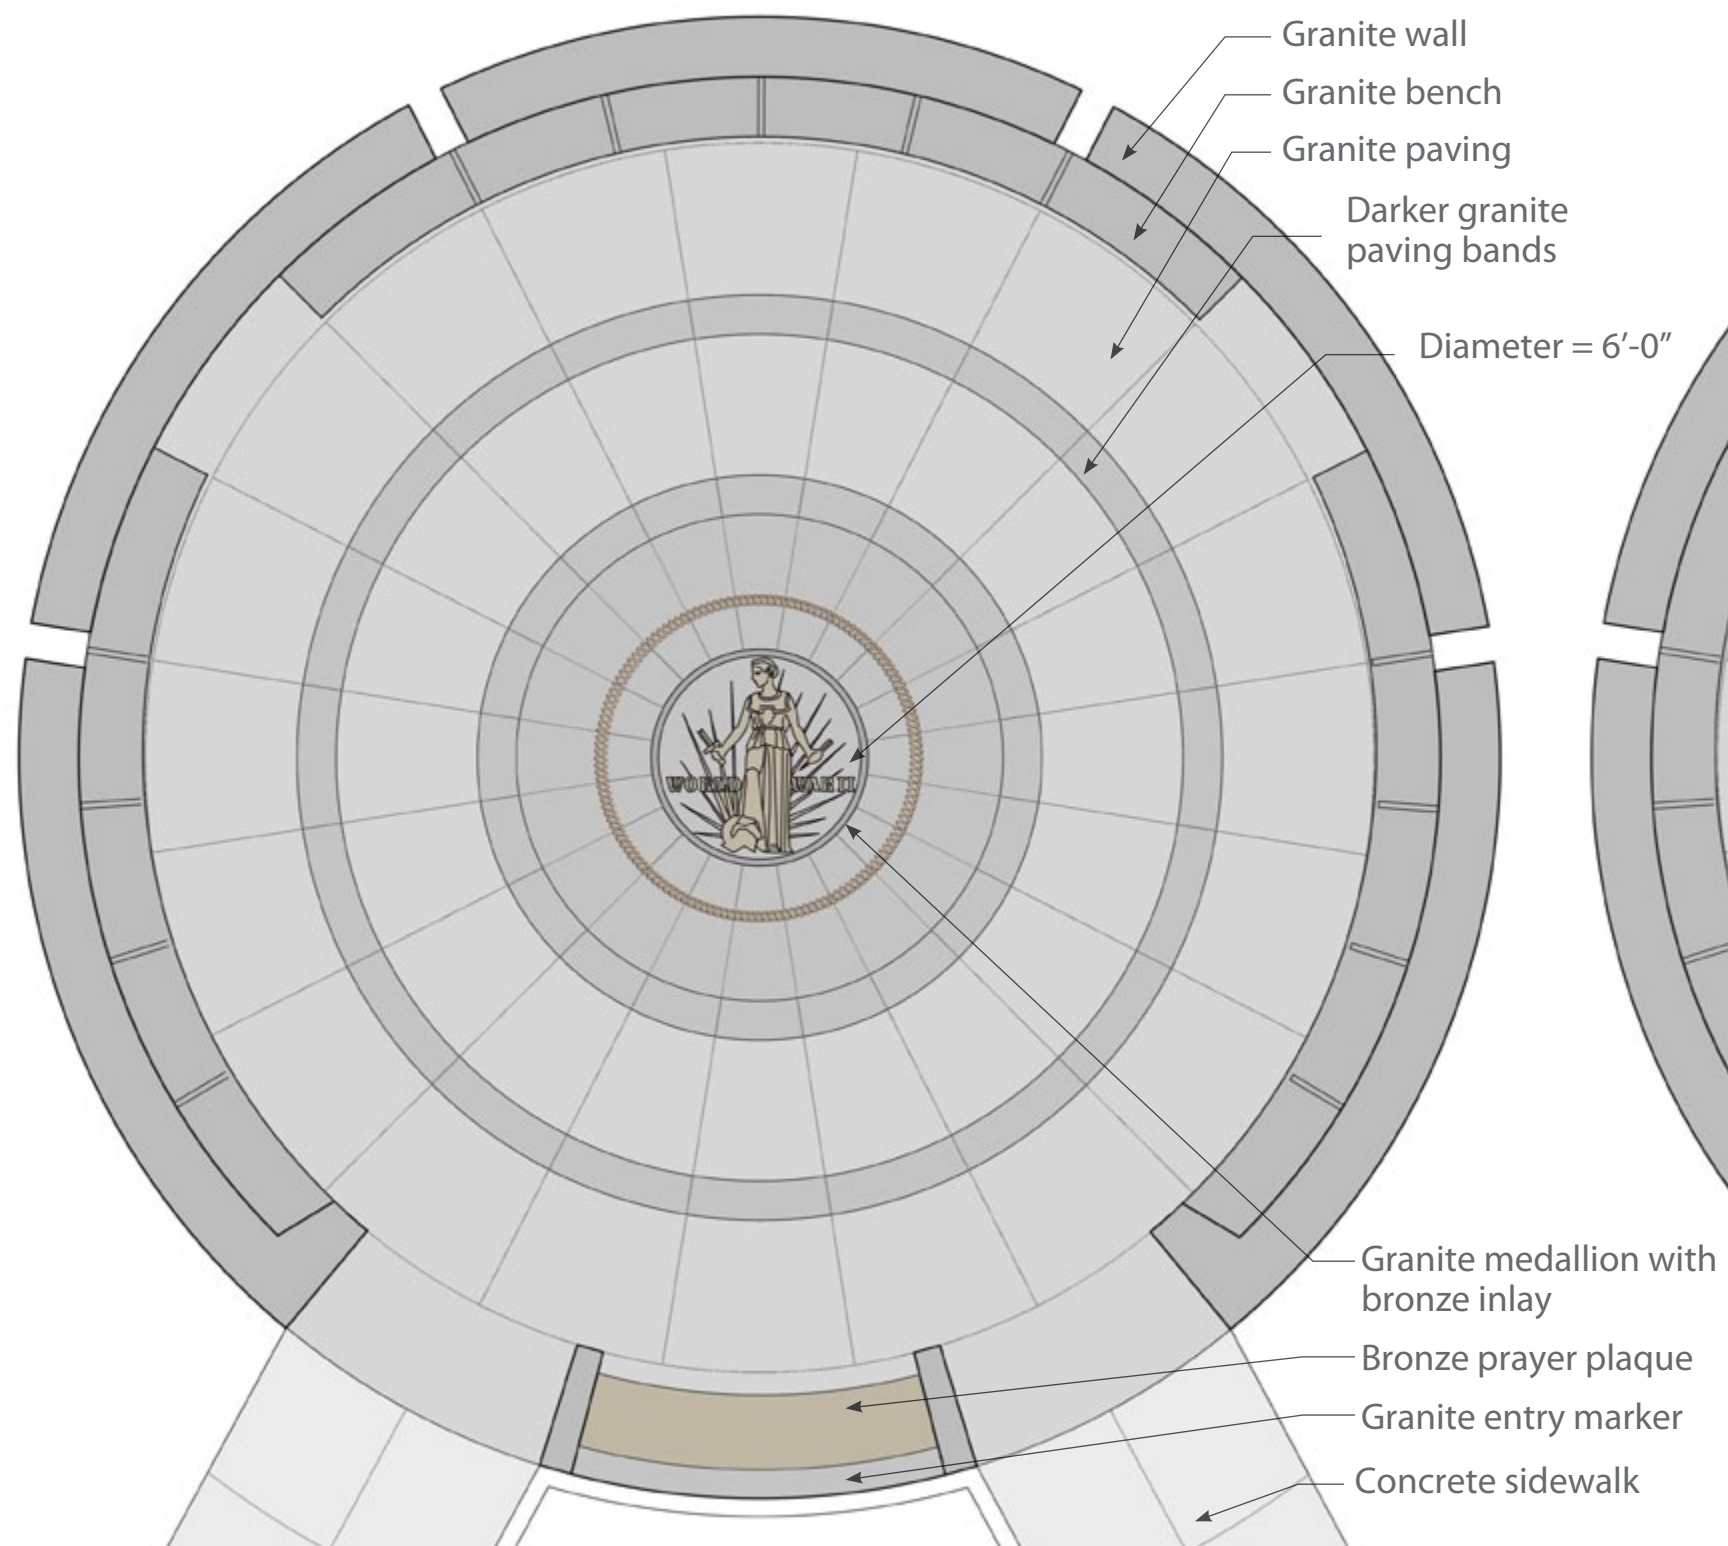 Granite wall
Granite bench
Granite paving
Darker granite
paving bands
Diameter = 6’-0”
WORLD WAR II
Granite medallion with
bronze inlay
Bronze prayer plaque
Granite entry marker
Concrete sidewalk